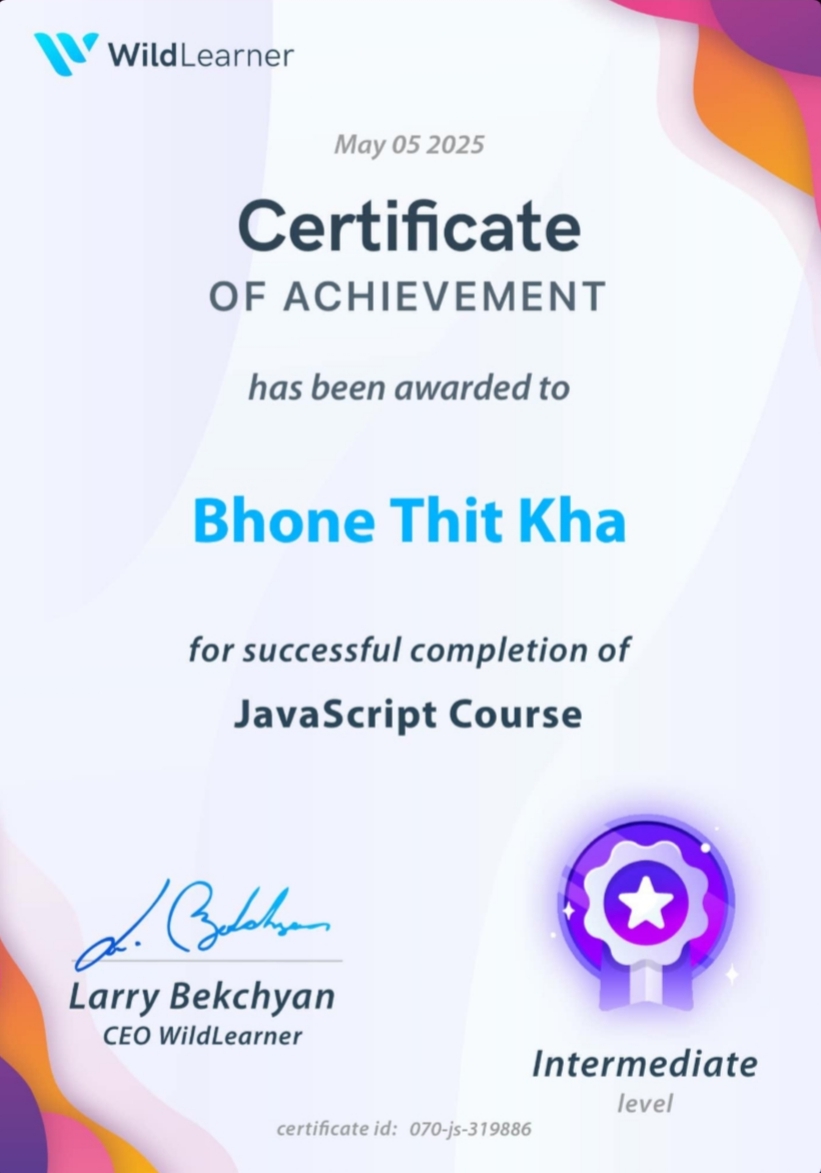 WildLearner
May 05 2025
Certificate
OF ACHIEVEMENT
has been awarded to
Bhone Thit Kha
for successful completion of
JavaScript Course
L. Bekchyan
Larry Bekchyan
CEO WildLearner
Intermediate
level
certificate id: 070-js-319886